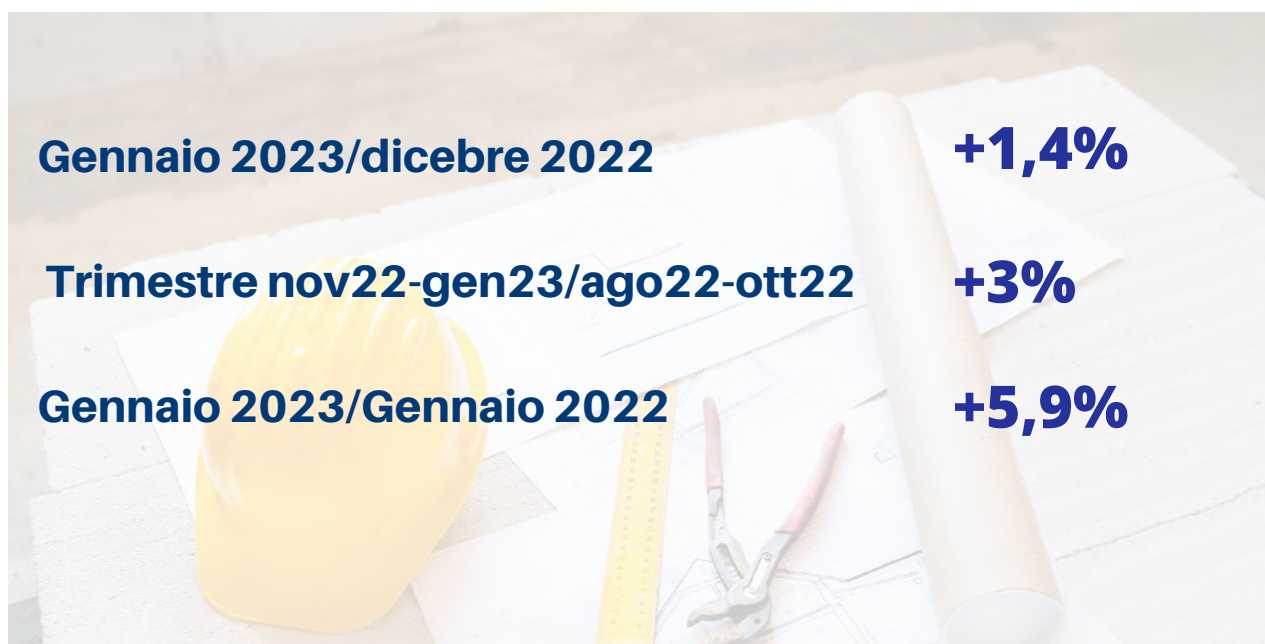 Gennaio 2023/dicebre 2022 +1,4%
Trimestre nov22-gen23/ago22-ott22 +3%
Gennaio 2023/Gennaio 2022 +5,9%